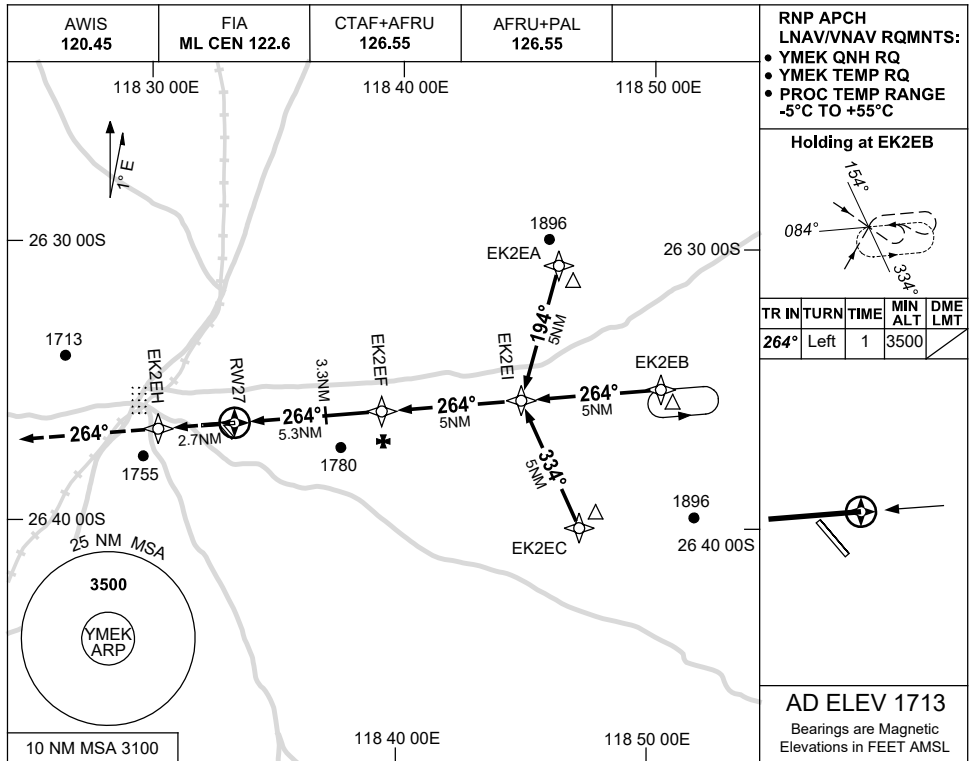 AWIS
120.45
FIA
ML CEN 122.6
CTAF+AFRU
126.55
AFRU+PAL
126.55
RNP APCH
LNAV/VNAV RQMNTS:
• YMEK QNH RQ
• YMEK TEMP RQ
• PROC TEMP RANGE
-5°C TO +55°C
118 30 00E
118 40 00E
118 50 00E
1° E
Holding at EK2EB
154°
084°
334°
TR IN
TURN
TIME
MIN
ALT
DME
LMT
264°
Left
1
3500
26 30 00S
1896
EK2EA
26 30 00S
194°
5NM
1713
EK2EH
RW27
3.3NM
EK2EF
EK2EI
EK2EB
264°
2.7NM
264°
5.3NM
264°
5NM
264°
5NM
1755
1780
334°
5NM
26 40 00S
EK2EC
1896
26 40 00S
25 NM MSA
3500
YMEK
ARP
10 NM MSA 3100
118 40 00E
118 50 00E
AD ELEV 1713
Bearings are Magnetic
Elevations in FEET AMSL